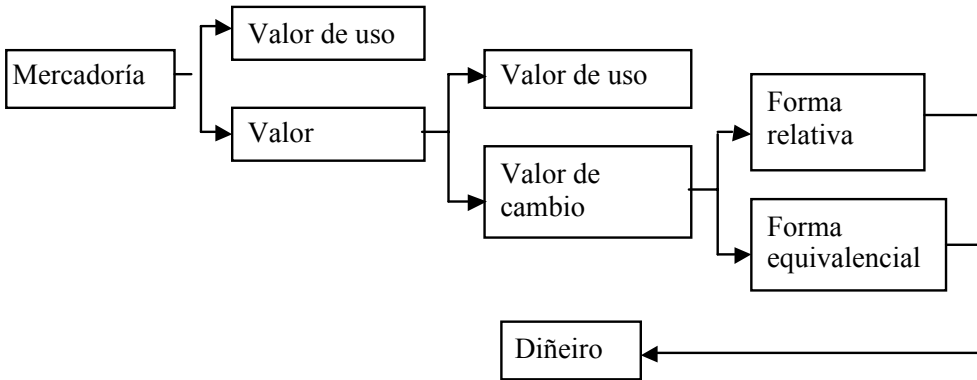 Mercadoría
Valor de uso
Valor
Valor de uso
Valor de
cambio
Forma
relativa
Forma
equivalencial
Diñeiro